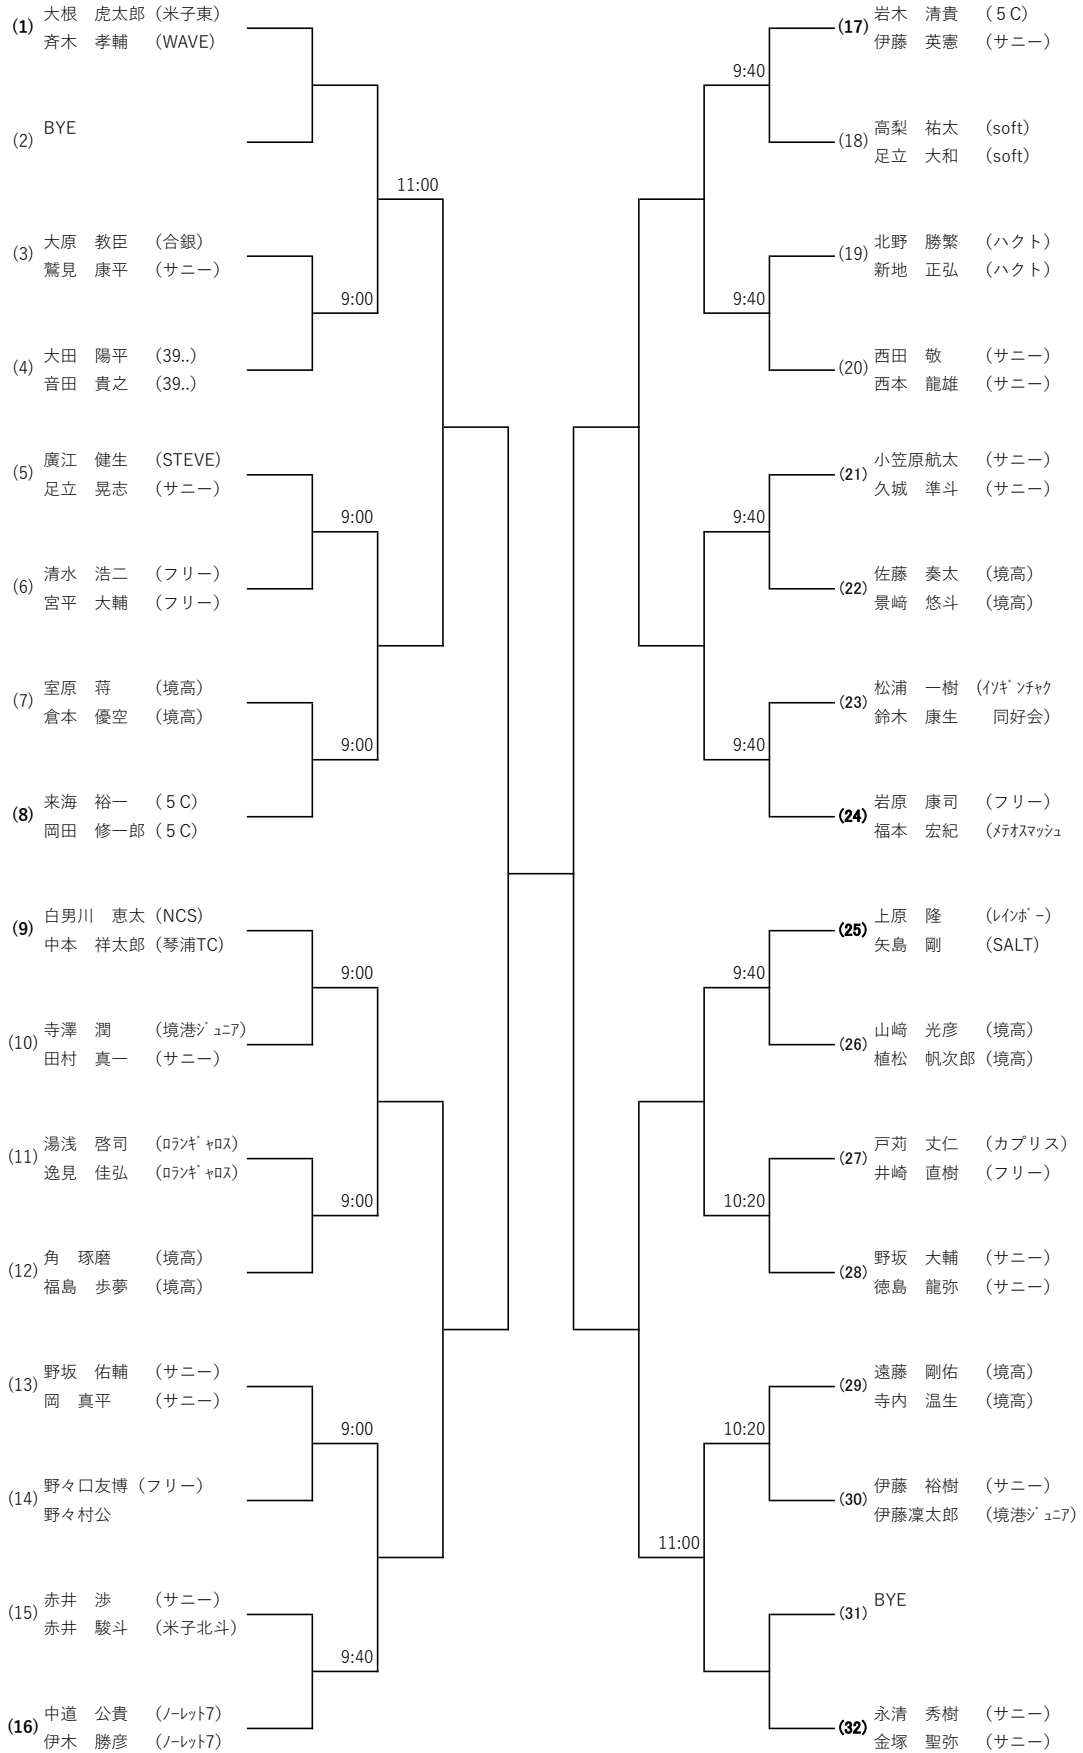 (1) 大根　虎太郎 (米子東)
斉木　孝輔　(WAVE)
(2) BYE
11:00
(3) 大原　教臣　(合銀)
鷲見　康平　(サニー)
9:00
(4) 大田　陽平　(39..)
音田　貴之　(39..)
(5) 廣江　健生　(STEVE)
足立　晃志　(サニー)
9:00
(6) 清水　浩二　(フリー)
宮平　大輔　(フリー)
(7) 室原　蒋　(境高)
倉本　優空　(境高)
9:00
(8) 来海　裕一　(５C)
岡田　修一郎 (５C)
(9) 白男川　恵太 (NCS)
中本　祥太郎 (琴浦TC)
9:00
(10) 寺澤　潤　(境港ｼﾞｭﾆｱ)
田村　真一　(サニー)
(11) 湯浅　啓司　(ﾛﾗﾝｷﾞｬﾛｽ)
逸見　佳弘　(ﾛﾗﾝｷﾞｬﾛｽ)
9:00
(12) 角　琢磨　(境高)
福島　歩夢　(境高)
(13) 野坂　佑輔　(サニー)
岡　真平　(サニー)
9:00
(14) 野々口友博 (フリー)
野々村公
(15) 赤井　渉　(サニー)
赤井　駿斗　(米子北斗)
9:40
(16) 中道　公貴　(ﾉｰﾚｯﾄ7)
伊木　勝彦　(ﾉｰﾚｯﾄ7)
(17) 岩木　清貴　(５C)
伊藤　英憲　(サニー)
9:40
(18) 高梨　祐太　(soft)
足立　大和　(soft)
(19) 北野　勝繁　(ハクト)
新地　正弘　(ハクト)
9:40
(20) 西田　敬　(サニー)
西本　龍雄　(サニー)
(21) 小笠原航太　(サニー)
久城　準斗　(サニー)
9:40
(22) 佐藤　奏太　(境高)
景﨑　悠斗　(境高)
(23) 松浦　一樹　(ｲｿｷﾞﾝﾁｬｸ
鈴木　康生　同好会)
9:40
(24) 岩原　康司　(フリー)
福本　宏紀　(ﾒﾃｵｽﾏｯｼｭ
(25) 上原　隆　(ﾚｲﾝﾎﾞｰ)
矢島　剛　(SALT)
9:40
(26) 山﨑　光彦　(境高)
植松　帆次郎 (境高)
(27) 戸苅　丈仁　(カプリス)
井崎　直樹　(フリー)
10:20
(28) 野坂　大輔　(サニー)
徳島　龍弥　(サニー)
(29) 遠藤　剛佑　(境高)
寺内　温生　(境高)
10:20
(30) 伊藤　裕樹　(サニー)
伊藤凜太郎　(境港ｼﾞｭﾆｱ)
11:00
(31) BYE
(32) 永清　秀樹　(サニー)
金塚　聖弥　(サニー)